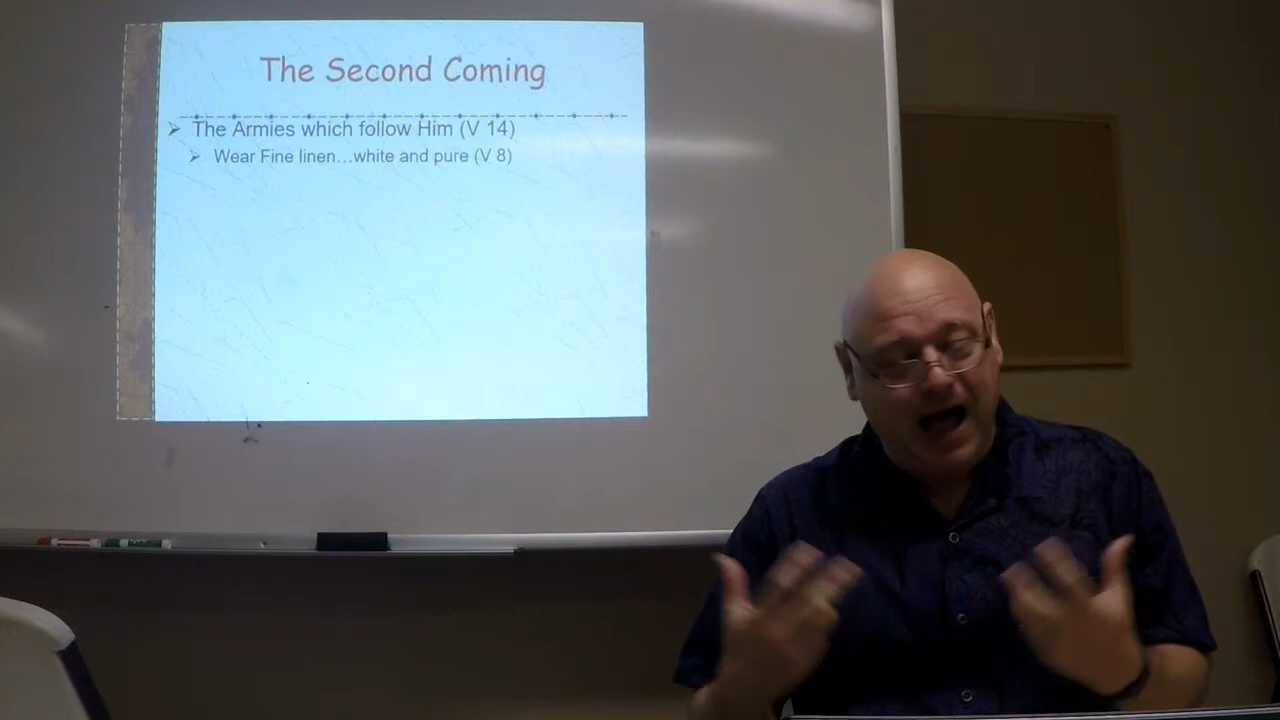 The Second Coming
The Armies which follow Him (V 14)
Wear Fine linen…white and pure (V 8)